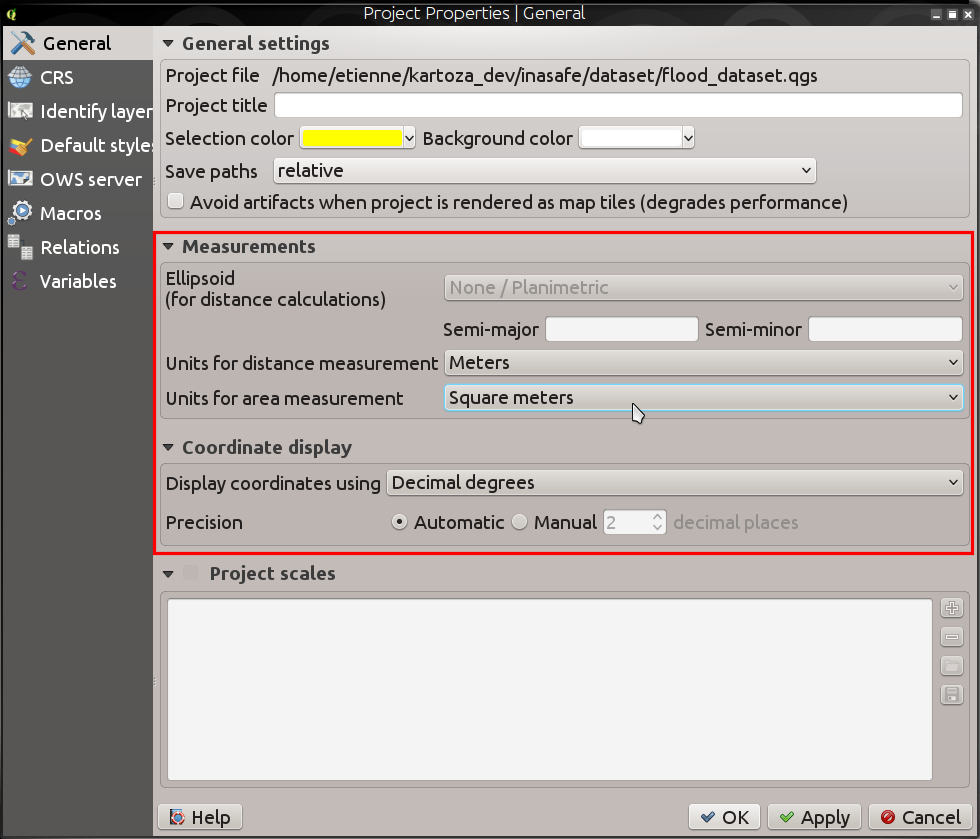 Project Properties | General
General
CRS
Identify layer
Default styles
OWS server
Macros
Relations
Variables
General settings
Project file /home/etienne/kartoza_dev/inasafe/dataset/flood_dataset.qgs
Project title
Selection color Background color
Save paths relative
Avoid artifacts when project is rendered as map tiles (degrades performance)
Measurements
Ellipsoid
(for distance calculations) None / Planimetric
Semi-major Semi-minor
Units for distance measurement Meters
Units for area measurement Square meters
Coordinate display
Display coordinates using Decimal degrees
Precision Automatic Manual 2 decimal places
Project scales
Help OK Apply Cancel